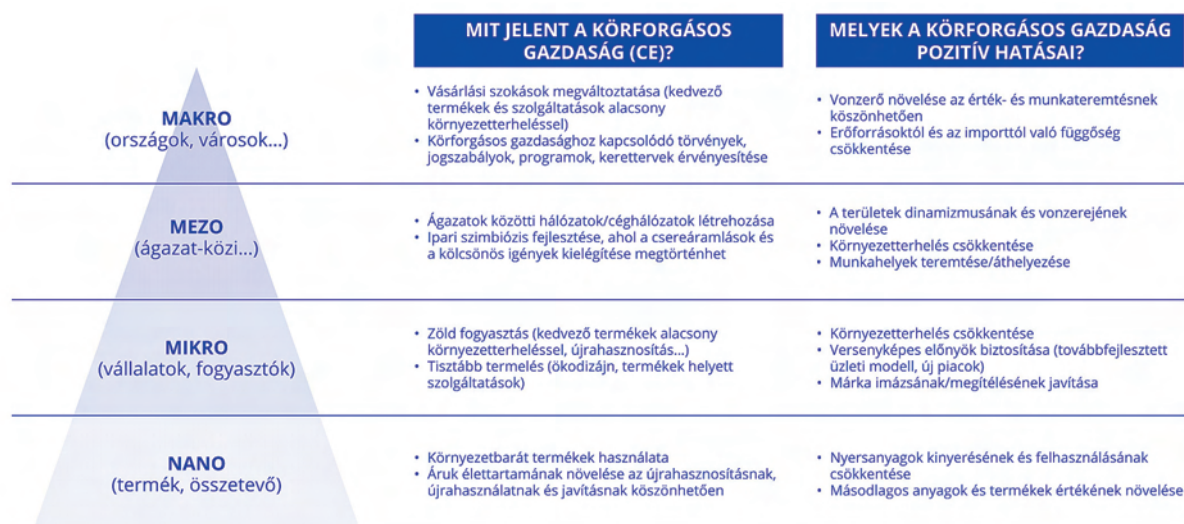 MIT JELENT A KÖRFORGÁSOS
GAZDASÁG (CE)?
MELYEK A KÖRFORGÁSOS GAZDASÁG
POZITÍV HATÁSAI?
MAKRO
(országok, városok...)
• Vásárlási szokások megváltoztatása (kedvező
termékek és szolgáltatások alacsony
környezetterheléssel)
• Körforgásos gazdasághoz kapcsolódó törvények,
jogszabályok, programok, kerettervek érvényesítése
• Vonzerő növelése az érték- és munkateremtésnek
köszönhetően
• Erőforrásoktól és az importtól való függőség
csökkentése
MEZO
(ágazat-közi...)
• Ágazatok közötti hálózatok/céghálózatok létrehozása
• Ipari szimbiózis fejlesztése, ahol a csereáramlások és
a kölcsönös igények kielégítése megtörténhet
• A területek dinamizmusának és vonzerejének
növelése
• Környezetterhelés csökkentése
• Munkahelyek teremtése/áthelyezése
MIKRO
(vállalatok, fogyasztók)
• Zöld fogyasztás (kedvező termékek alacsony
környezetterheléssel, újrahasznosítás...)
• Tisztább termelés (ökodizájn, termékek helyett
szolgáltatások)
• Környezetterhelés csökkentése
• Versenyképes előnyök biztosítása (továbbfejlesztett
üzleti modell, új piacok)
• Márka imázsának/megítélésének javítása
NANO
(termék, összetevő)
• Környezetbarát termékek használata
• Áruk élettartamának növelése az újrahasznosításnak,
újrahasználatnak és javításnak köszönhetően
• Nyersanyagok kinyerésének és felhasználásának
csökkentése
• Másodlagos anyagok és termékek értékének növelése